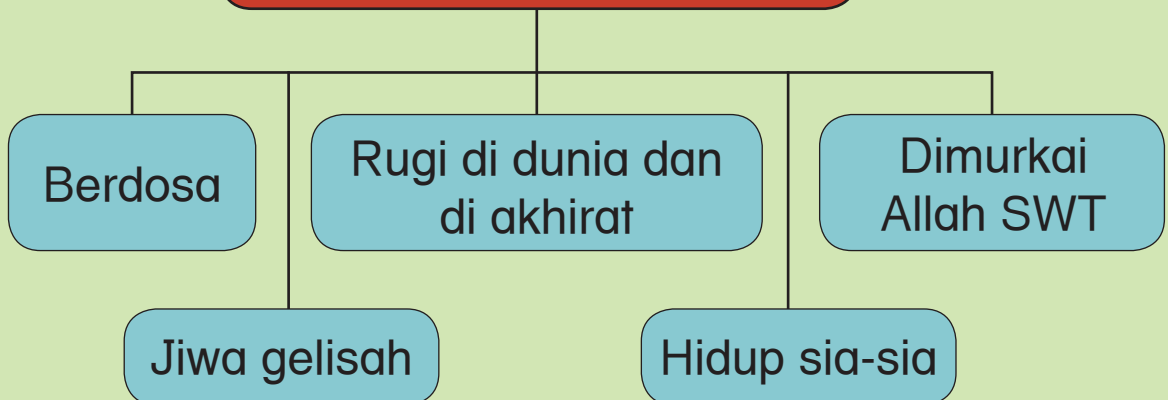 Berdosa
Rugi di dunia dan
di akhirat
Dimurkai
Allah SWT
Jiwa gelisah
Hidup sia-sia